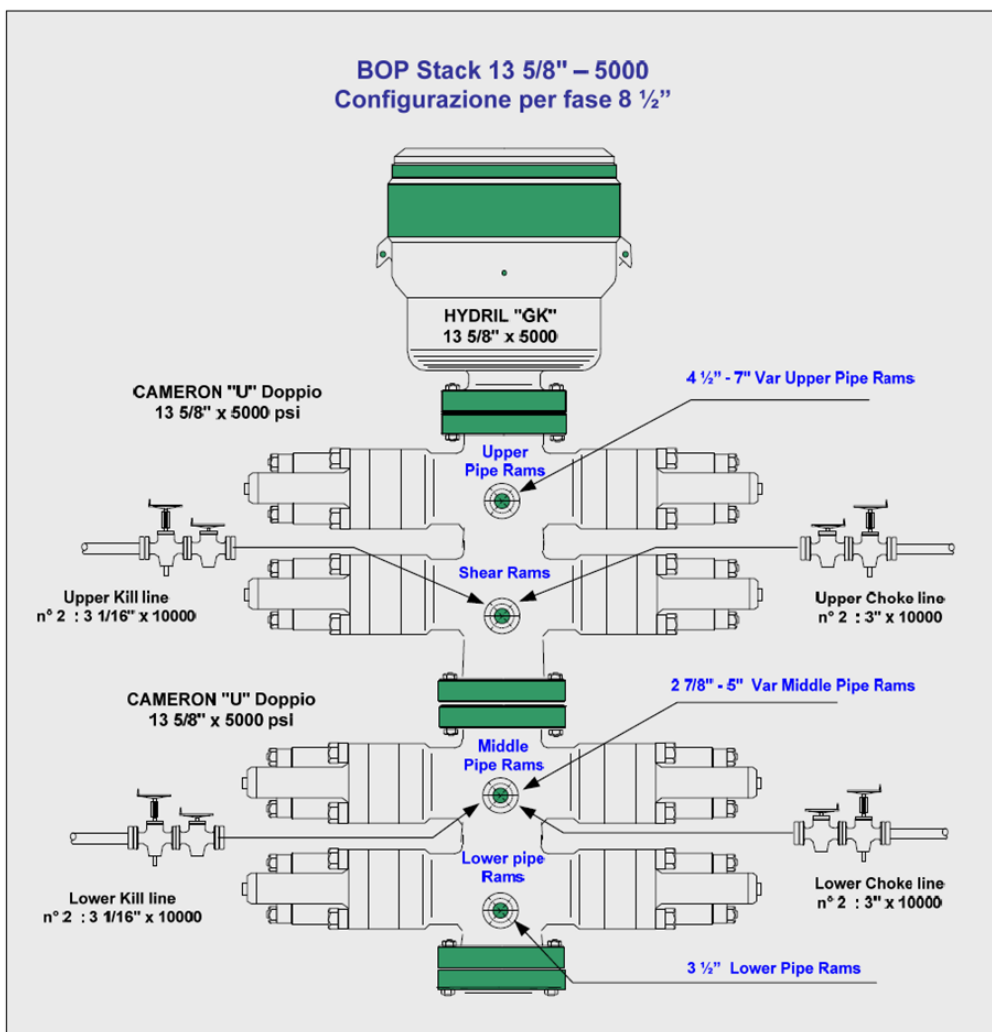 BOP Stack 13 5/8" – 5000
Configurazione per fase 8 ½”
HYDRIL "GK"
13 5/8" x 5000
4 ½” - 7" Var Upper Pipe Rams
CAMERON "U" Doppio
13 5/8" x 5000 psi
Upper
Pipe Rams
Shear Rams
Upper Kill line
n° 2 : 3 1/16" x 10000
Upper Choke line
n° 2 : 3" x 10000
CAMERON "U" Doppio
13 5/8" x 5000 psi
2 7/8" - 5" Var Middle Pipe Rams
Middle
Pipe Rams
Lower pipe
Rams
Lower Kill line
n° 2 : 3 1/16" x 10000
Lower Choke line
n° 2 : 3" x 10000
3 ½” Lower Pipe Rams